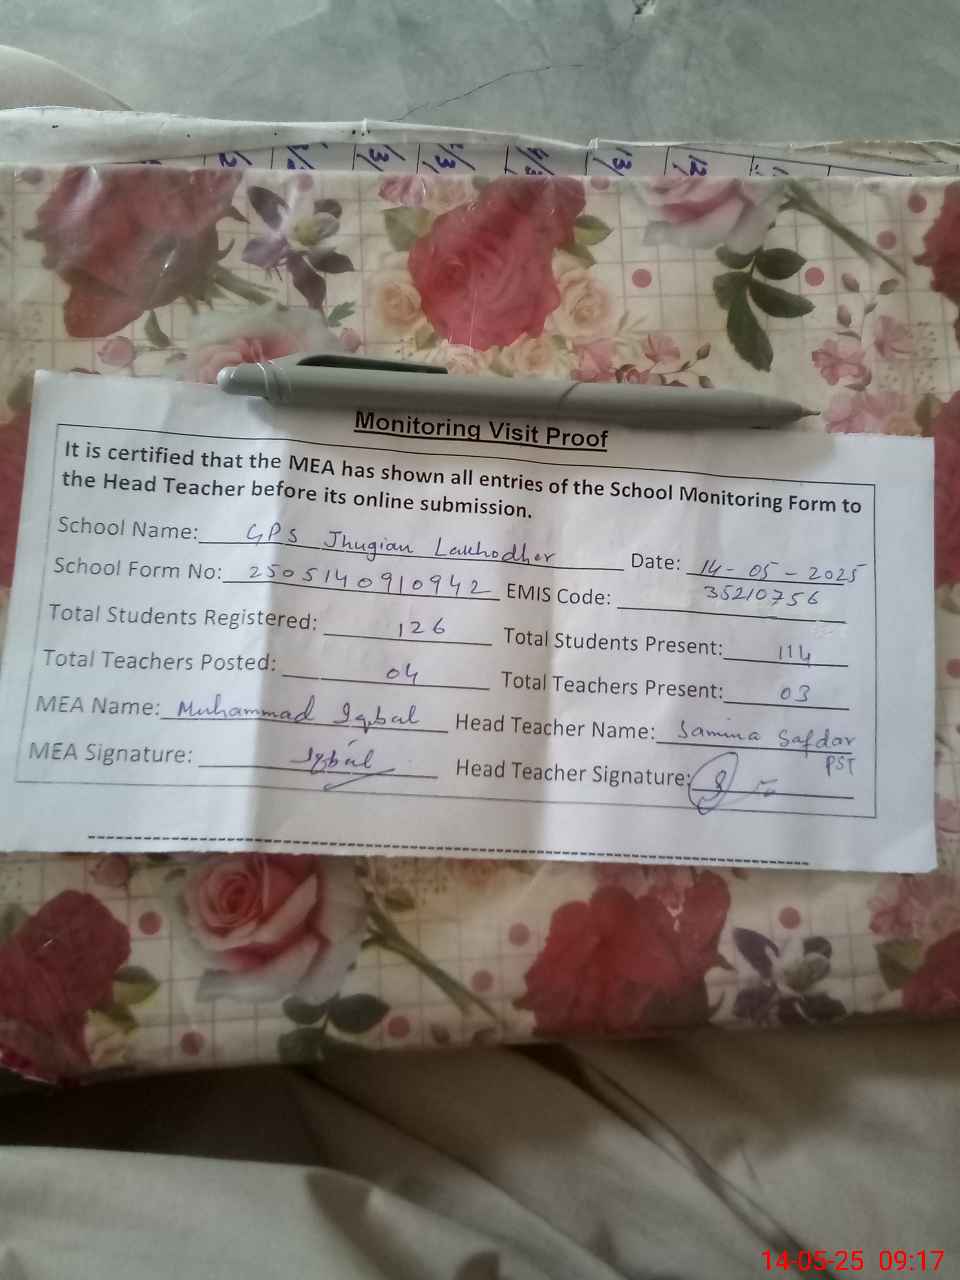 Monitoring Visit Proof
It is certified that the MEA has shown all entries of the School Monitoring Form to
the Head Teacher before its online submission.
School Name: GPS Jhugian Lakhodher Date: 14-05-2025
School Form No: 2505140910942 EMIS Code: 35210756
Total Students Registered: 126 Total Students Present: 114
Total Teachers Posted: 04 Total Teachers Present: 03
MEA Name: Muhammad Iqbal Head Teacher Name: Samina Safdar
PST
MEA Signature: Iqbal Head Teacher Signature:
14-05-25 09:17